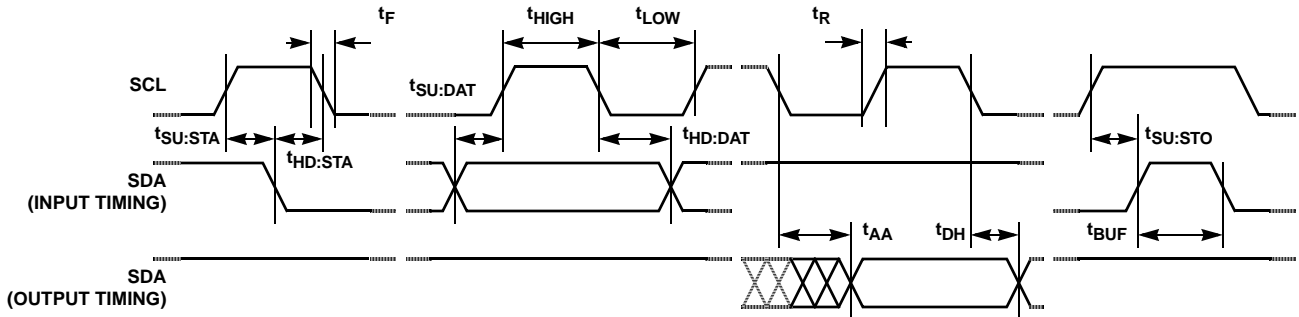 tF
tHIGH
tLOW
tR
SCL
tSU:DAT
tSU:STA
tHD:STA
tHD:DAT
tSU:STO
SDA
(INPUT TIMING)
tAA
tDH
tBUF
SDA
(OUTPUT TIMING)